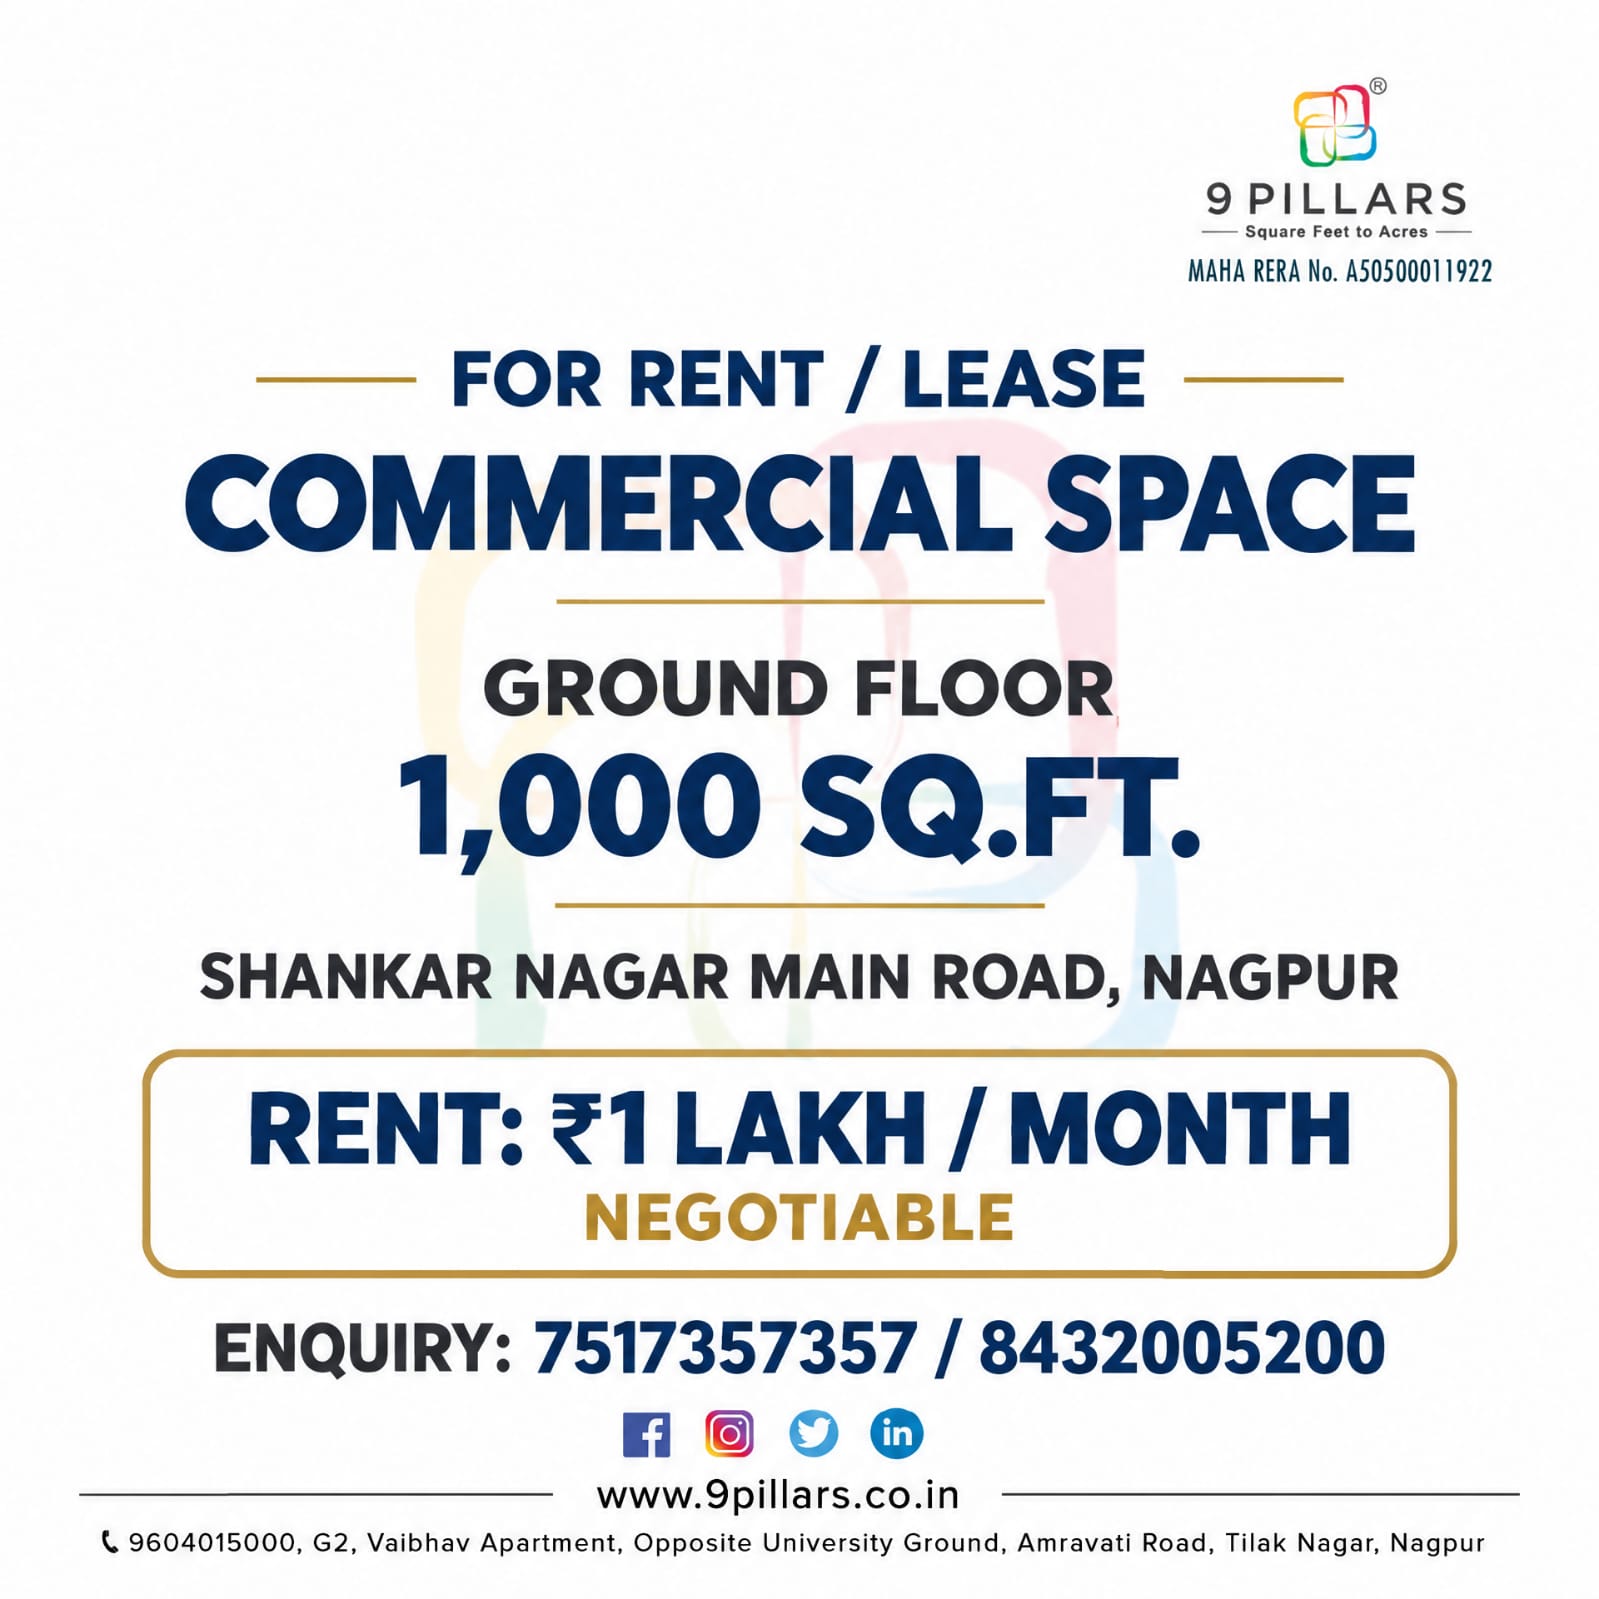 ®
9 PILLARS
Square Feet to Acres
MAHA RERA No. A50500011922
FOR RENT / LEASE
COMMERCIAL SPACE
GROUND FLOOR
1,000 SQ.FT.
SHANKAR NAGAR MAIN ROAD, NAGPUR
RENT: ₹1 LAKH / MONTH
NEGOTIABLE
ENQUIRY: 7517357357 / 8432005200
f in
www.9pillars.co.in
9604015000, G2, Vaibhav Apartment, Opposite University Ground, Amravati Road, Tilak Nagar, Nagpur